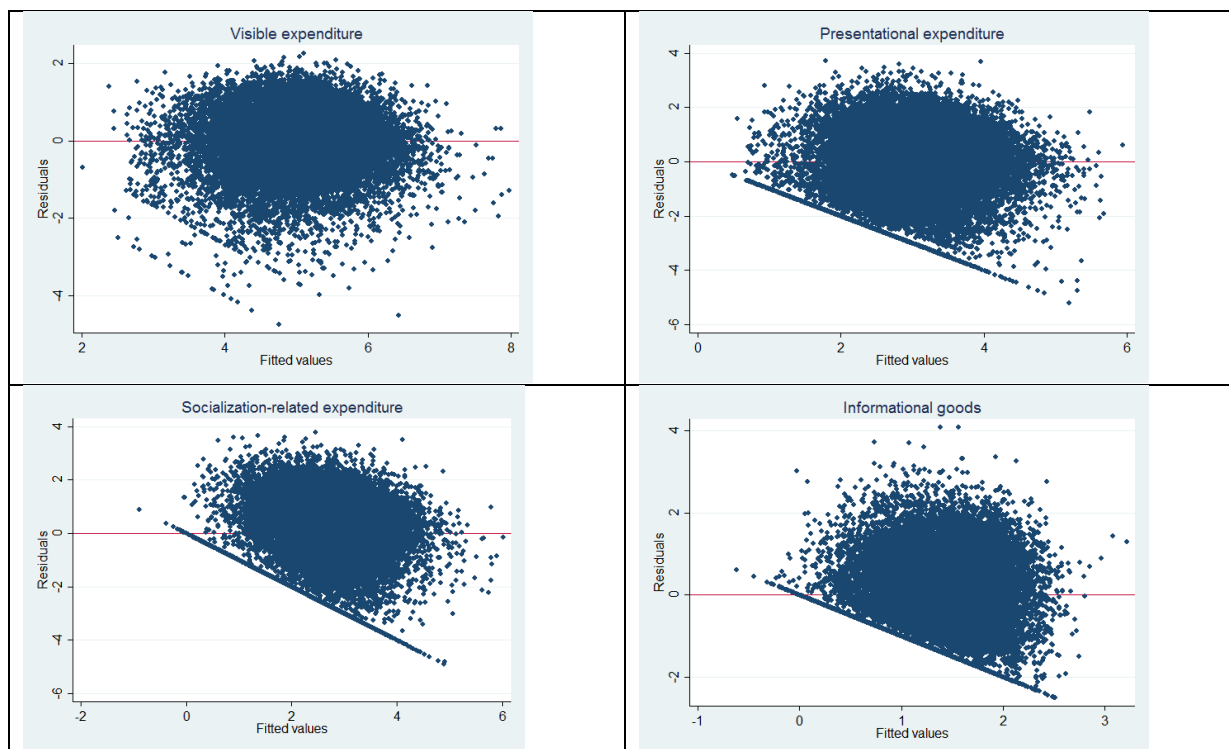 Visible expenditure
2
0
-2
-4
Residuals
2 4 6 8
Fitted values
Presentational expenditure
4
2
0
-2
-4
-6
Residuals
0 2 4 6
Fitted values
Socialization-related expenditure
4
2
0
-2
-4
-6
Residuals
-2 0 2 4 6
Fitted values
Informational goods
4
2
0
-2
Residuals
-1 0 1 2 3
Fitted values